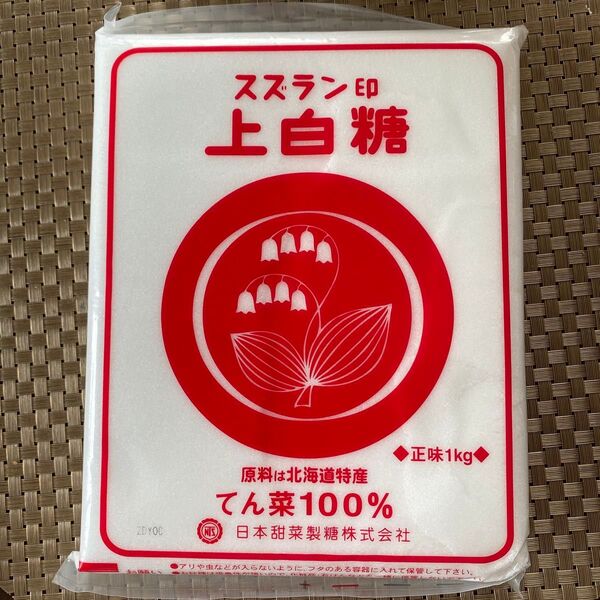 スズラン印
上白糖
◆正味1kg◆
原料は北海道特産
てん菜100%
日本甜菜製糖株式会社
●アリや虫などが入らないように、フタのある容器に入れて保管して下さい。